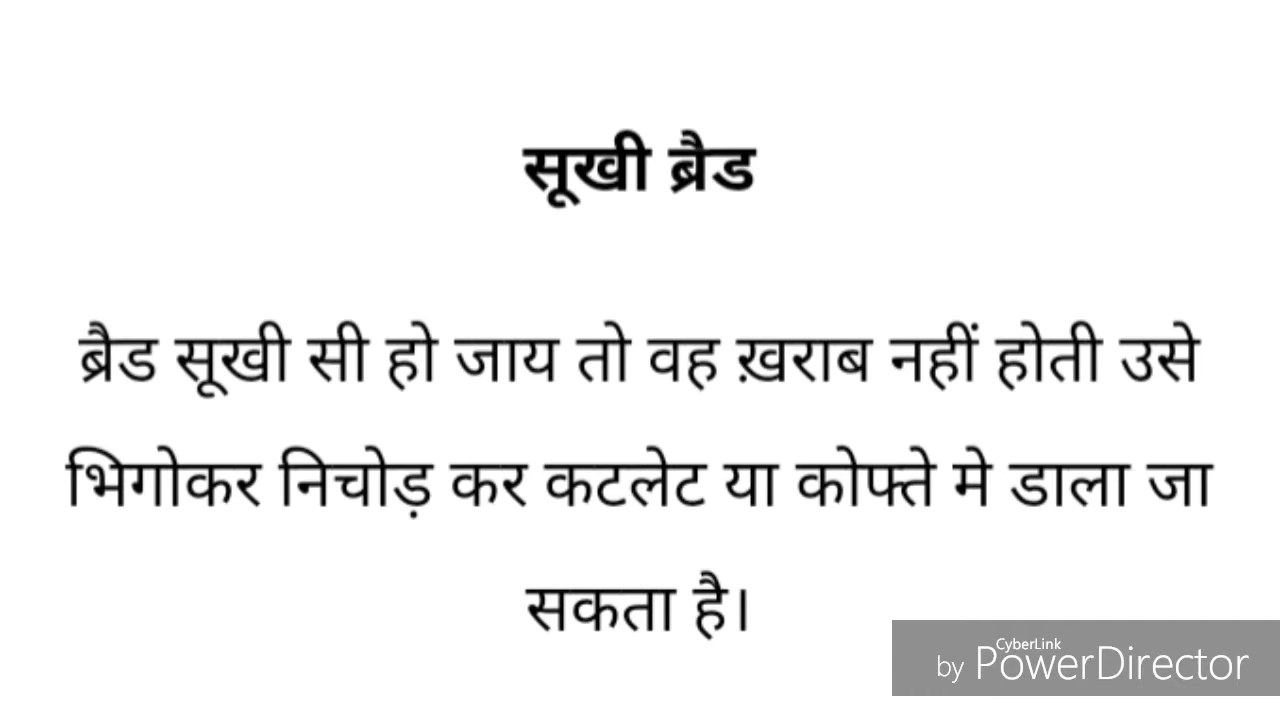 सूखी ब्रैड
ब्रैड सूखी सी हो जाय तो वह ख़राब नहीं होती उसे
भिगोकर निचोड़ कर कटलेट या कोफ्ते मे डाला जा
सकता है।
CyberLink
by PowerDirector